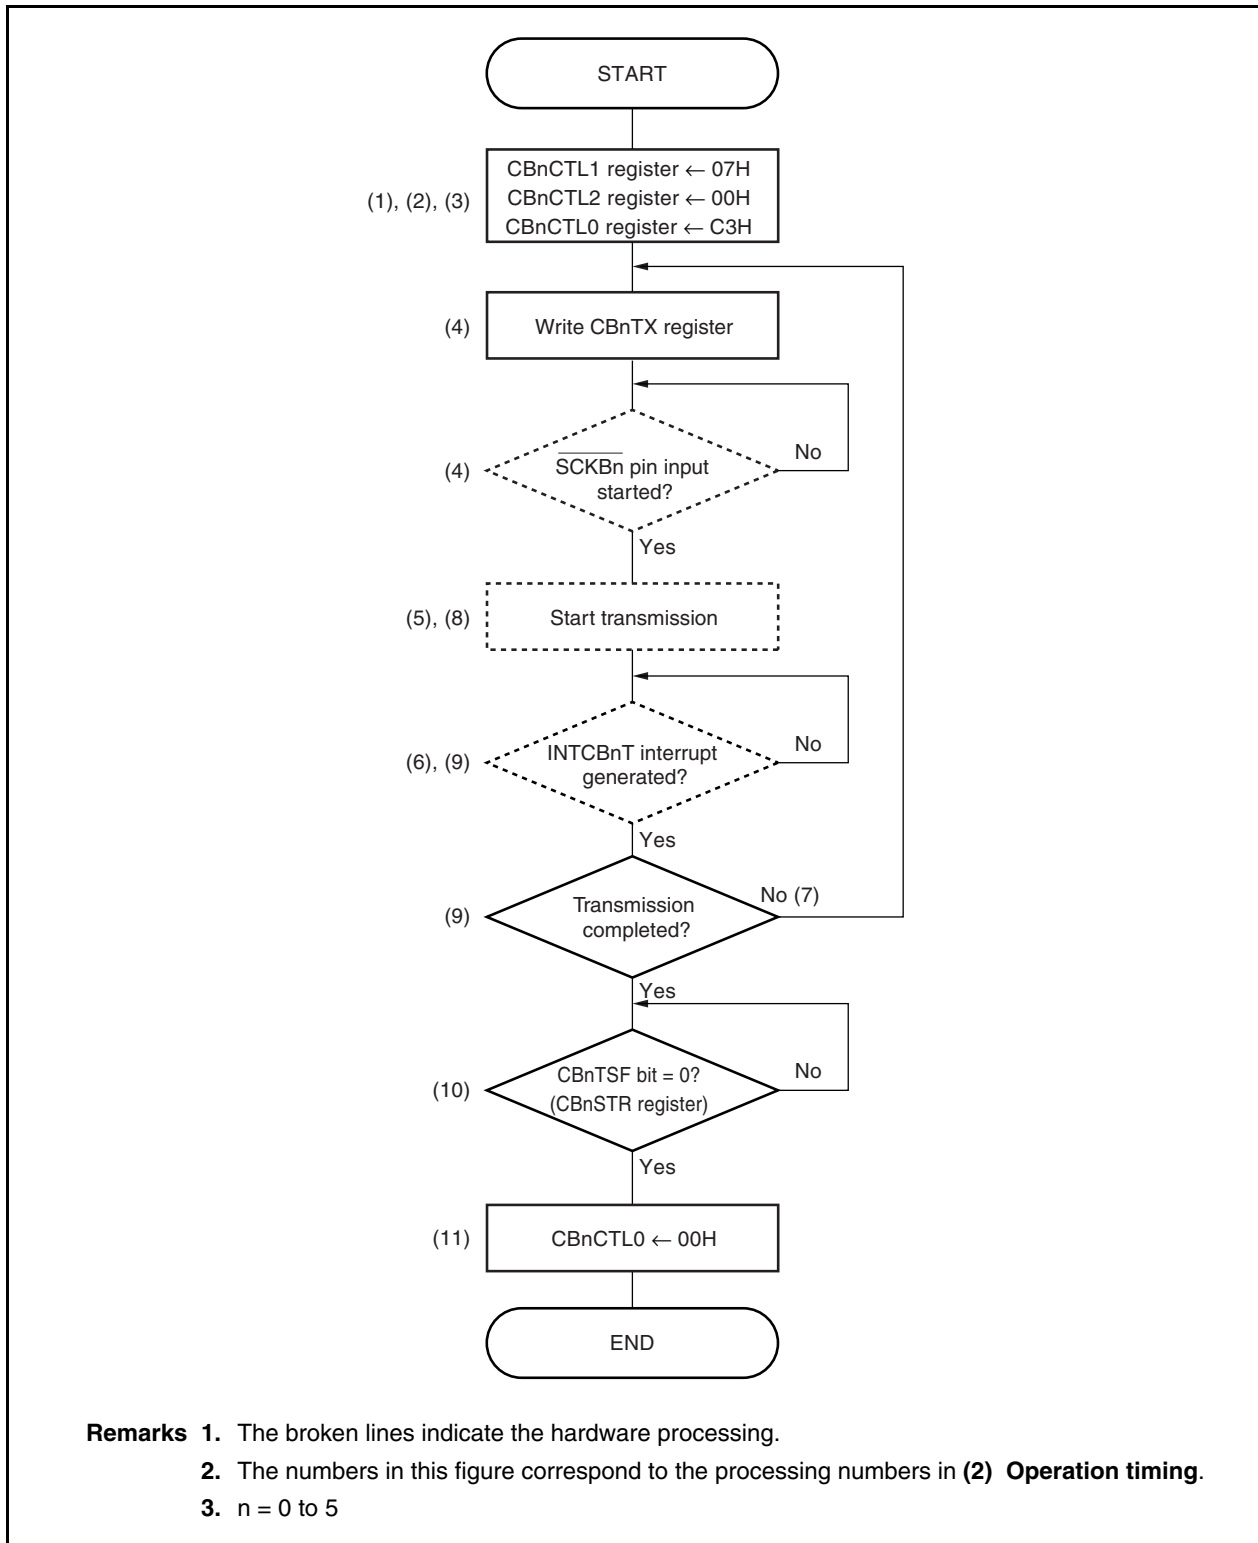 START
(1), (2), (3)
CBnCTL1 register ← 07H
CBnCTL2 register ← 00H
CBnCTL0 register ← C3H
(4)
Write CBnTX register
(4)
SCKBn pin input
started?
No
Yes
(5), (8)
Start transmission
(6), (9)
INTCBnT interrupt
generated?
No
Yes
(9)
Transmission
completed?
No (7)
Yes
(10)
CBnTSF bit = 0?
(CBnSTR register)
No
Yes
(11)
CBnCTL0 ← 00H
END
Remarks 1. The broken lines indicate the hardware processing.
2. The numbers in this figure correspond to the processing numbers in (2) Operation timing.
3. n = 0 to 5